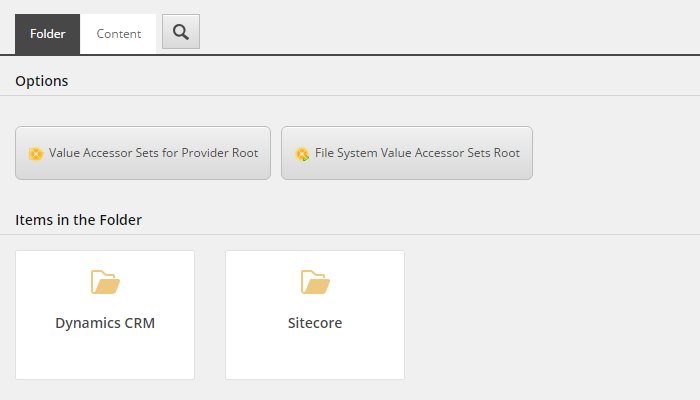 Folder
Content
Options
Value Accessor Sets for Provider Root
File System Value Accessor Sets Root
Items in the Folder
Dynamics CRM
Sitecore